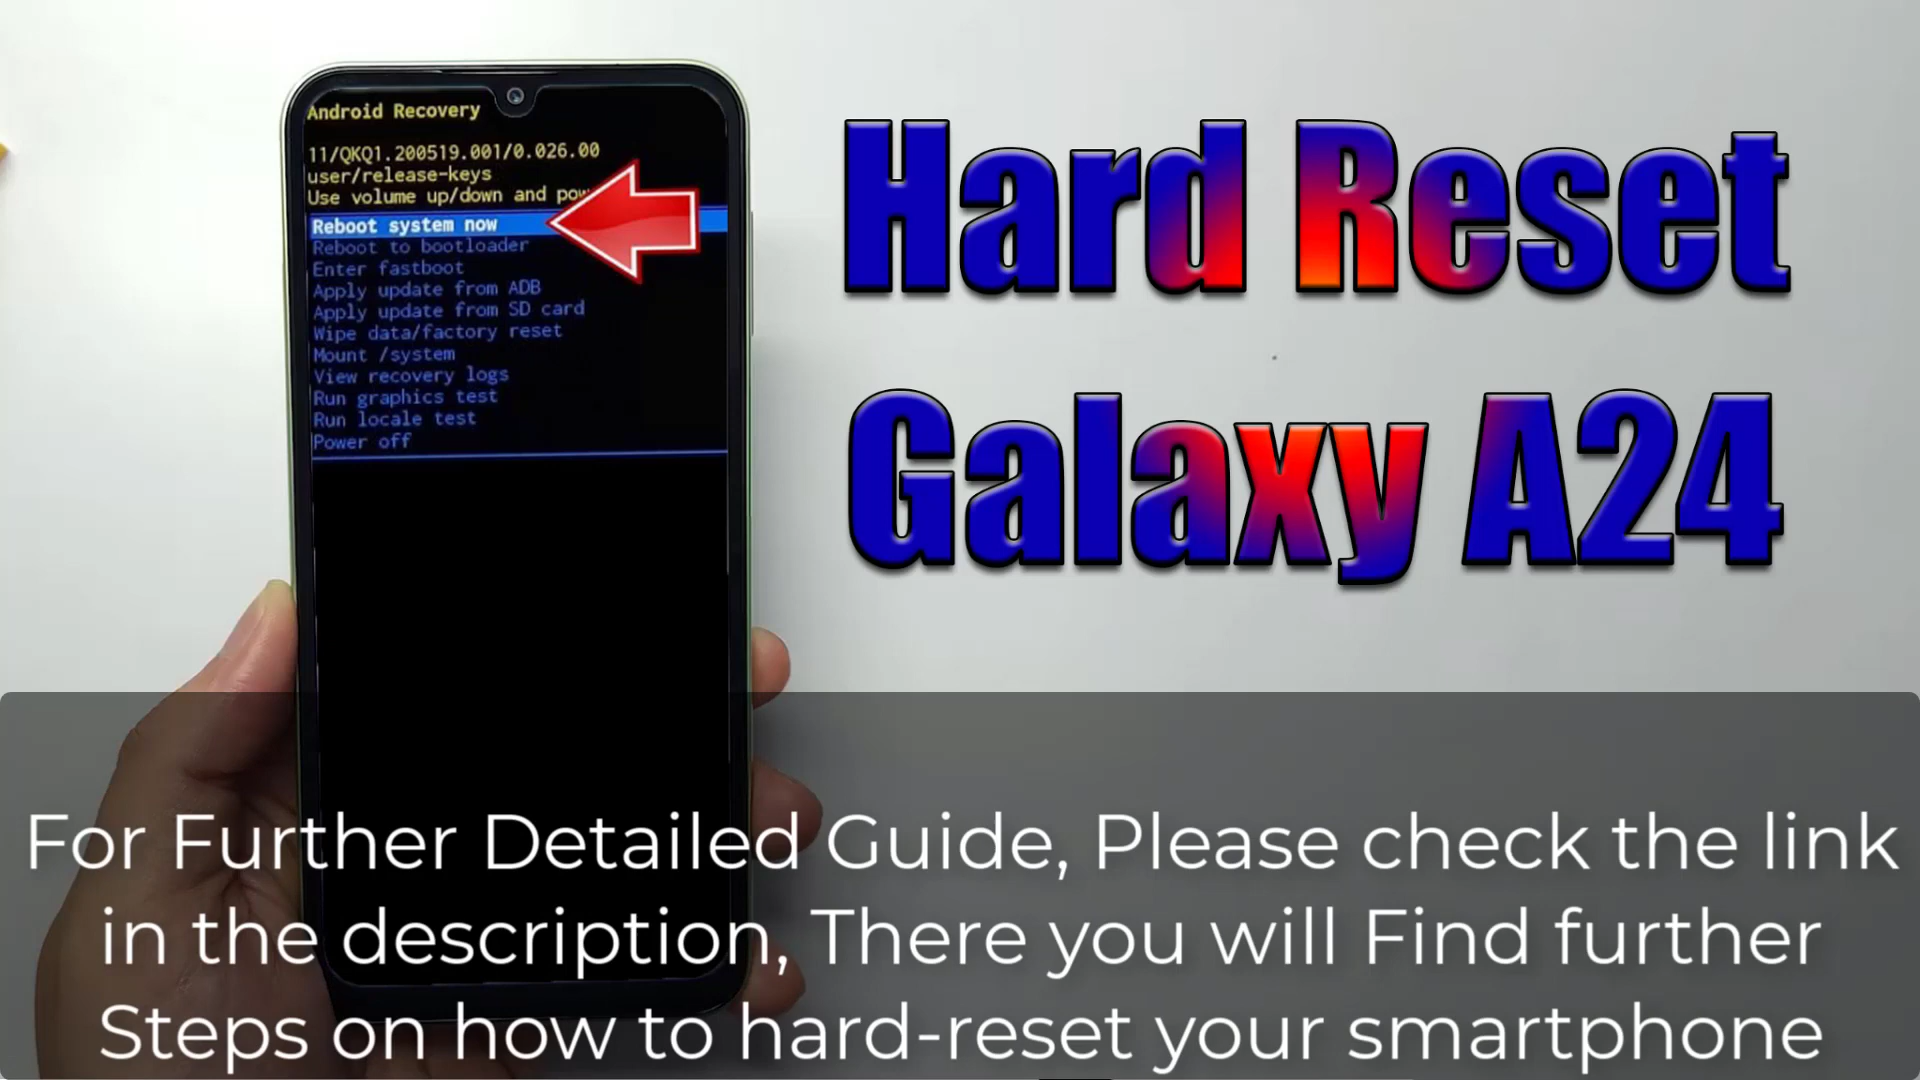 Android Recovery
11/QKQ1.200519.001/0.026.00
user/release-keys
Use volume up/down and
Reboot system now
Reboot to bootloader
Enter fastboot
Apply update from ADB
Apply update from SD card
Wipe data/factory reset
Mount /system
View recovery logs
Run graphics test
Run locale test
Power off
Hard Reset
Galaxy A24
For Further Detailed Guide, Please check the link
in the description, There you will Find further
Steps on how to hard-reset your smartphone